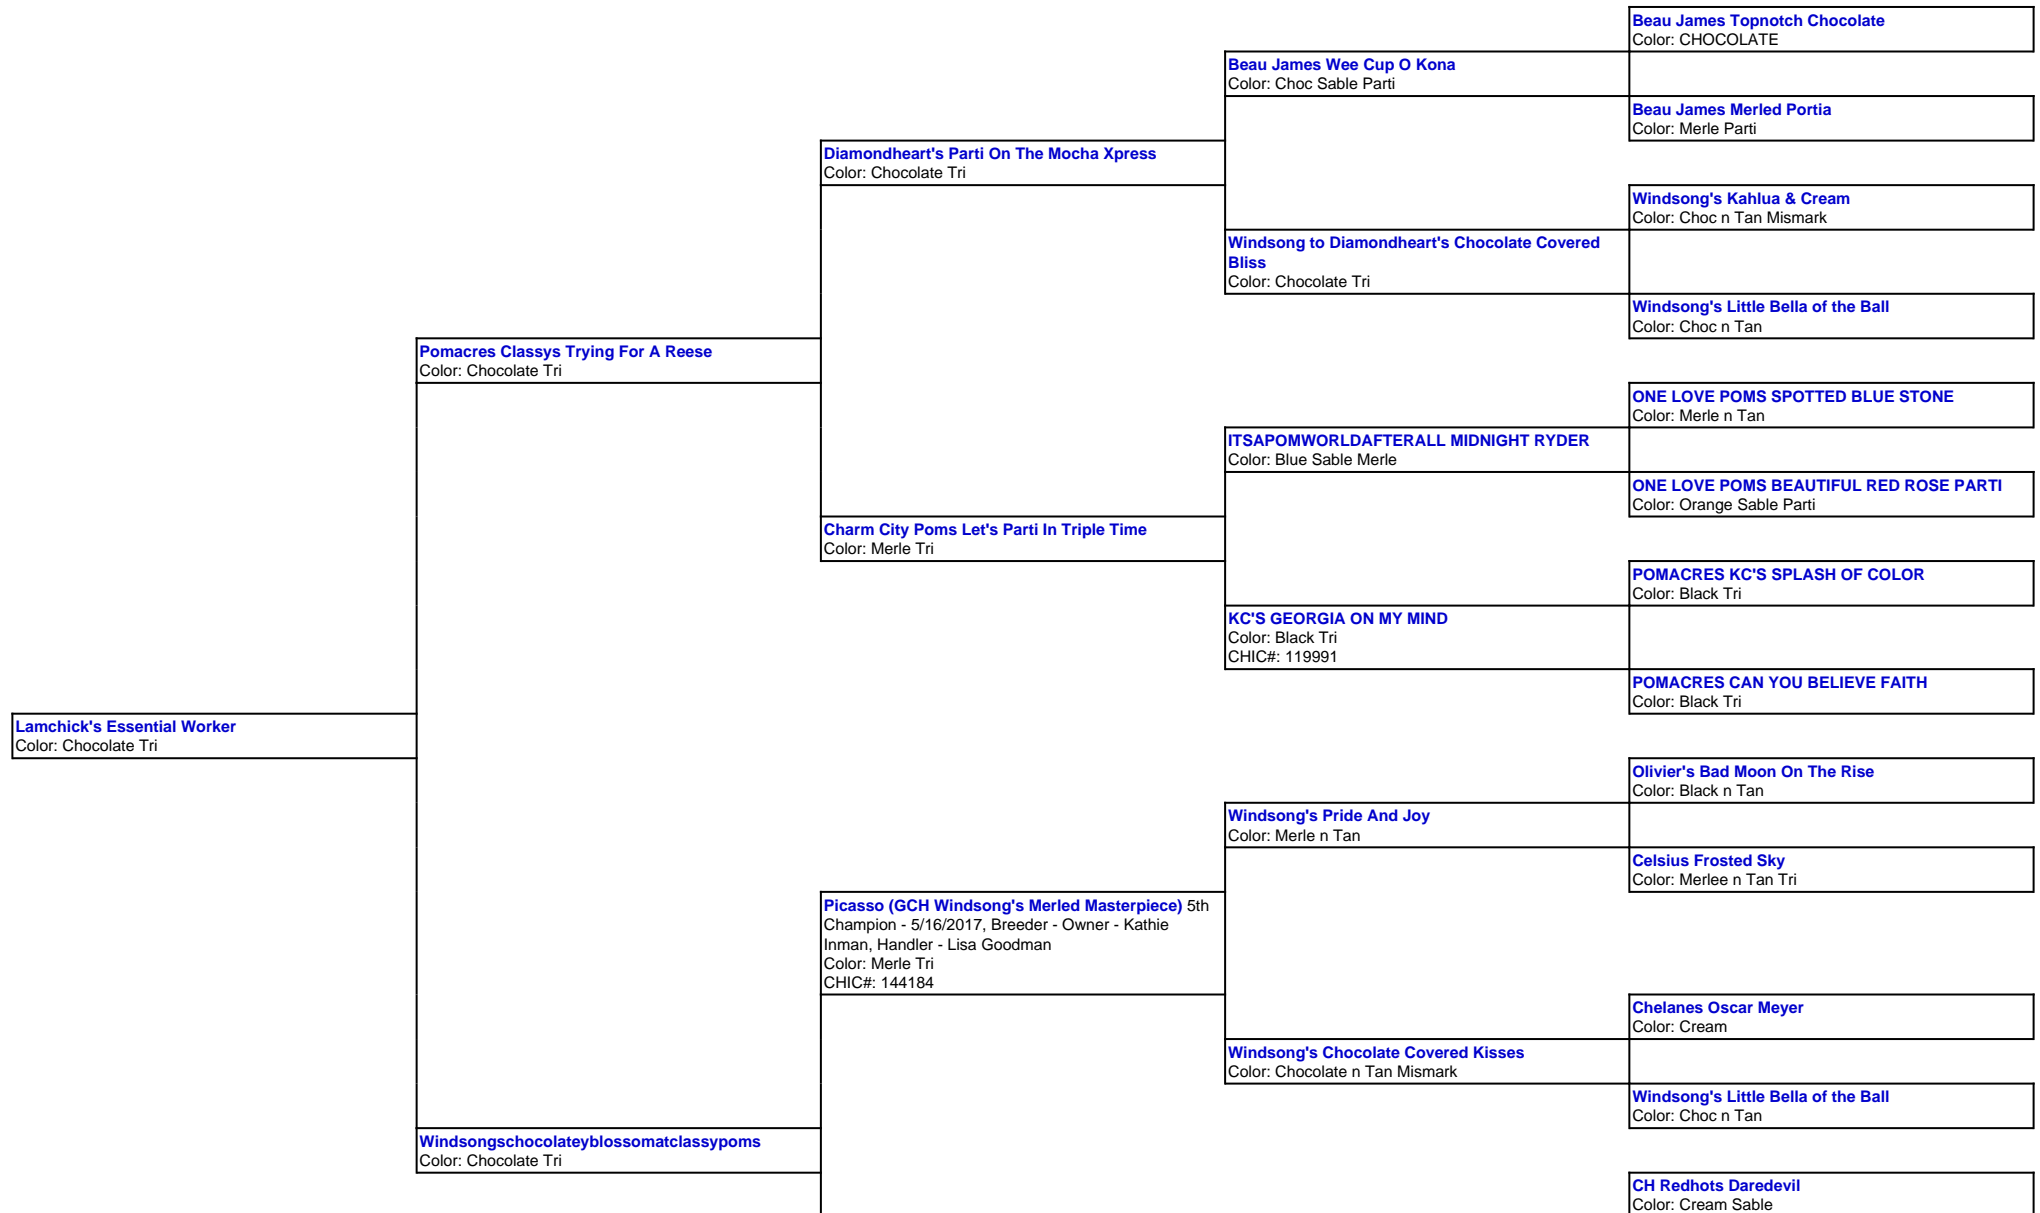 Beau James Topnotch Chocolate
Color: CHOCOLATE
Beau James Wee Cup O Kona
Color: Choc Sable Parti
Beau James Merled Portia
Color: Merle Parti
Diamondheart's Parti On The Mocha Xpress
Color: Chocolate Tri
Windsong's Kahlua & Cream
Color: Choc n Tan Mismark
Windsong to Diamondheart's Chocolate Covered
Bliss
Color: Chocolate Tri
Windsong's Little Bella of the Ball
Color: Choc n Tan
Pomacres Classys Trying For A Reese
Color: Chocolate Tri
ONE LOVE POMS SPOTTED BLUE STONE
Color: Merle n Tan
ITSAPOMWORLDAFTERALL MIDNIGHT RYDER
Color: Blue Sable Merle
ONE LOVE POMS BEAUTIFUL RED ROSE PARTI
Color: Orange Sable Parti
Charm City Poms Let's Parti In Triple Time
Color: Merle Tri
POMACRES KC'S SPLASH OF COLOR
Color: Black Tri
KC'S GEORGIA ON MY MIND
Color: Black Tri
CHIC#: 119991
POMACRES CAN YOU BELIEVE FAITH
Color: Black Tri
Lamchick's Essential Worker
Color: Chocolate Tri
Olivier's Bad Moon On The Rise
Color: Black n Tan
Windsong's Pride And Joy
Color: Merle n Tan
Celsius Frosted Sky
Color: Merlee n Tan Tri
Picasso (GCH Windsong's Merled Masterpiece) 5th
Champion - 5/16/2017, Breeder - Owner - Kathie
Inman, Handler - Lisa Goodman
Color: Merle Tri
CHIC#: 144184
Chelanes Oscar Meyer
Color: Cream
Windsong's Chocolate Covered Kisses
Color: Chocolate n Tan Mismark
Windsong's Little Bella of the Ball
Color: Choc n Tan
Windsongschocolateyblossomatclassypoms
Color: Chocolate Tri
CH Redhots Daredevil
Color: Cream Sable